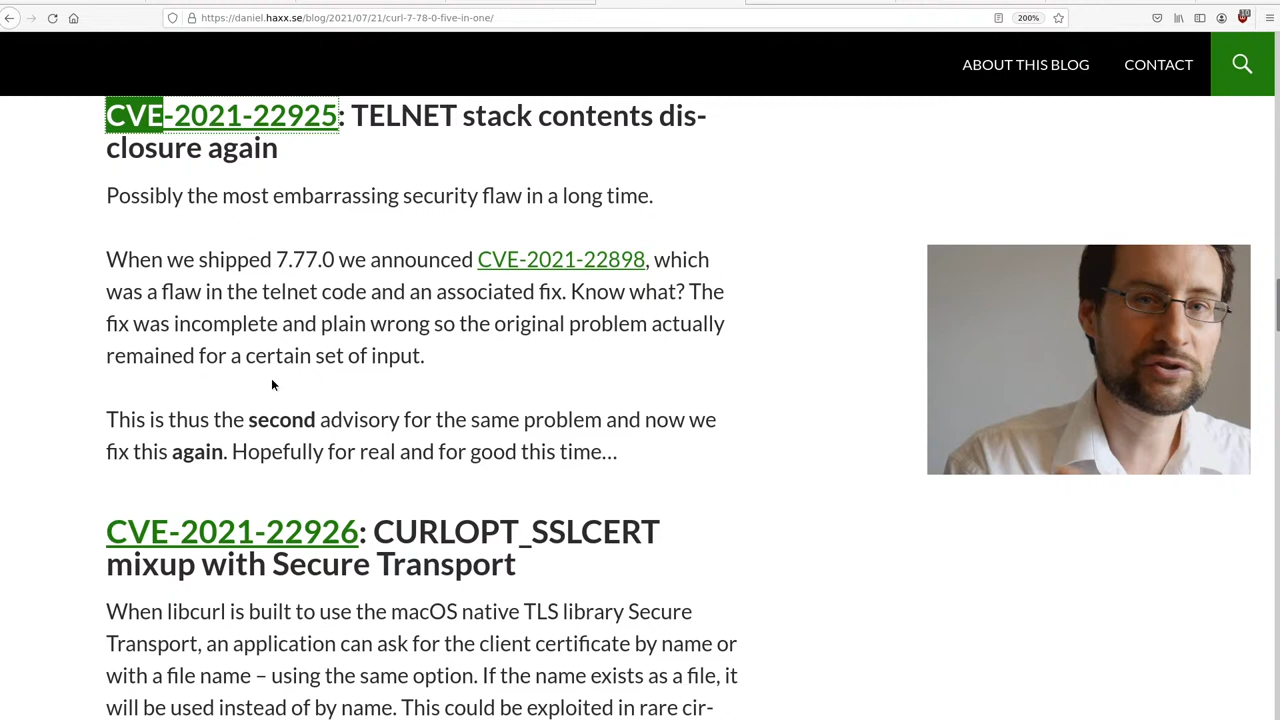 https://daniel.haxx.se/blog/2021/07/21/curl-7-78-0-five-in-one/
200%
ABOUT THIS BLOG
CONTACT
CVE-2021-22925: TELNET stack contents dis-
closure again
Possibly the most embarrassing security flaw in a long time.
When we shipped 7.77.0 we announced CVE-2021-22898, which
was a flaw in the telnet code and an associated fix. Know what? The
fix was incomplete and plain wrong so the original problem actually
remained for a certain set of input.
This is thus the second advisory for the same problem and now we
fix this again. Hopefully for real and for good this time…
CVE-2021-22926: CURLOPT_SSLCERT
mixup with Secure Transport
When libcurl is built to use the macOS native TLS library Secure
Transport, an application can ask for the client certificate by name or
with a file name – using the same option. If the name exists as a file, it
will be used instead of by name. This could be exploited in rare cir-